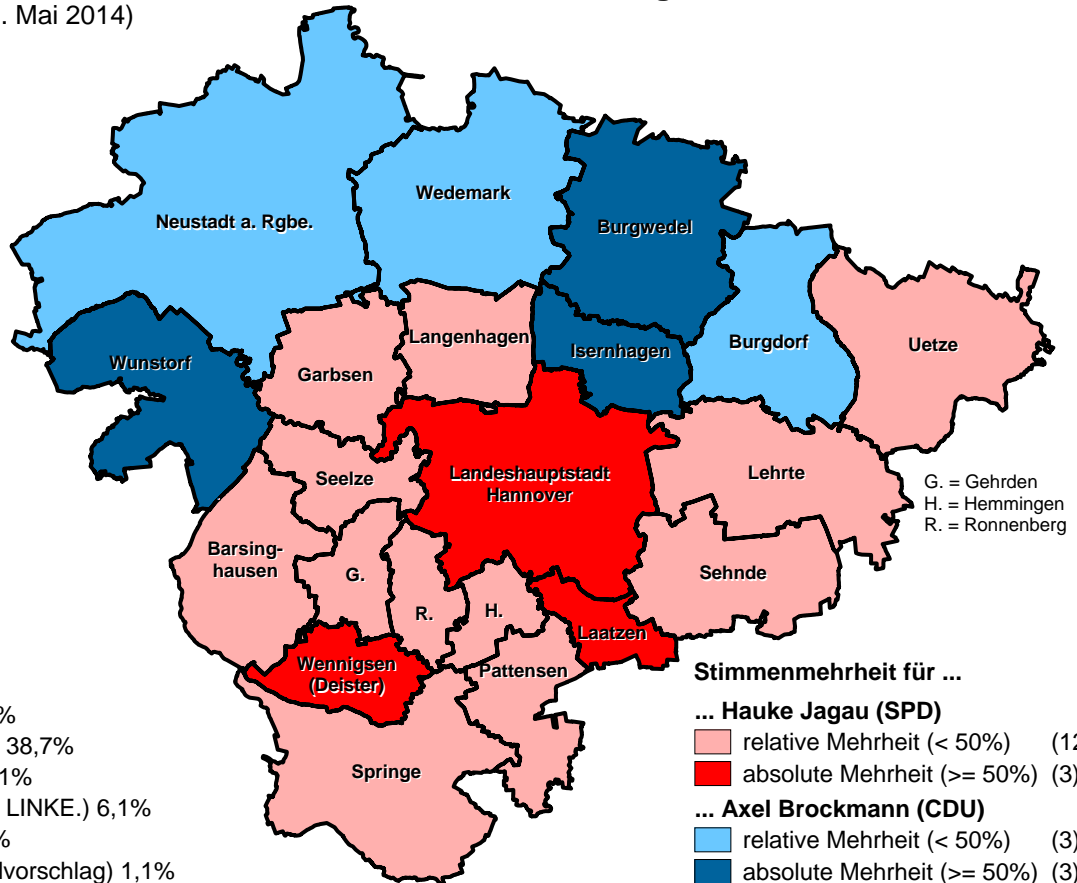 . Mai 2014)
Wedemark
Neustadt a. Rgbe.
Burgwedel
Langenhagen
Burgdorf
Uetze
Isernhagen
Wunstorf
Garbsen
Landeshauptstadt
Hannover
Lehrte
Seelze
G. = Gehrden
H. = Hemmingen
R. = Ronnenberg
Barsing-
hausen
G.
Sehnde
R.
H.
Laatzen
Wennigsen
(Deister)
Pattensen
Springe
Stimmenmehrheit für ...
... Hauke Jagau (SPD)
relative Mehrheit (< 50%) (12
absolute Mehrheit (>= 50%) (3)
... Axel Brockmann (CDU)
relative Mehrheit (< 50%) (3)
absolute Mehrheit (>= 50%) (3)
%
38,7%
1%
LINKE.) 6,1%
%
lvorschlag) 1,1%